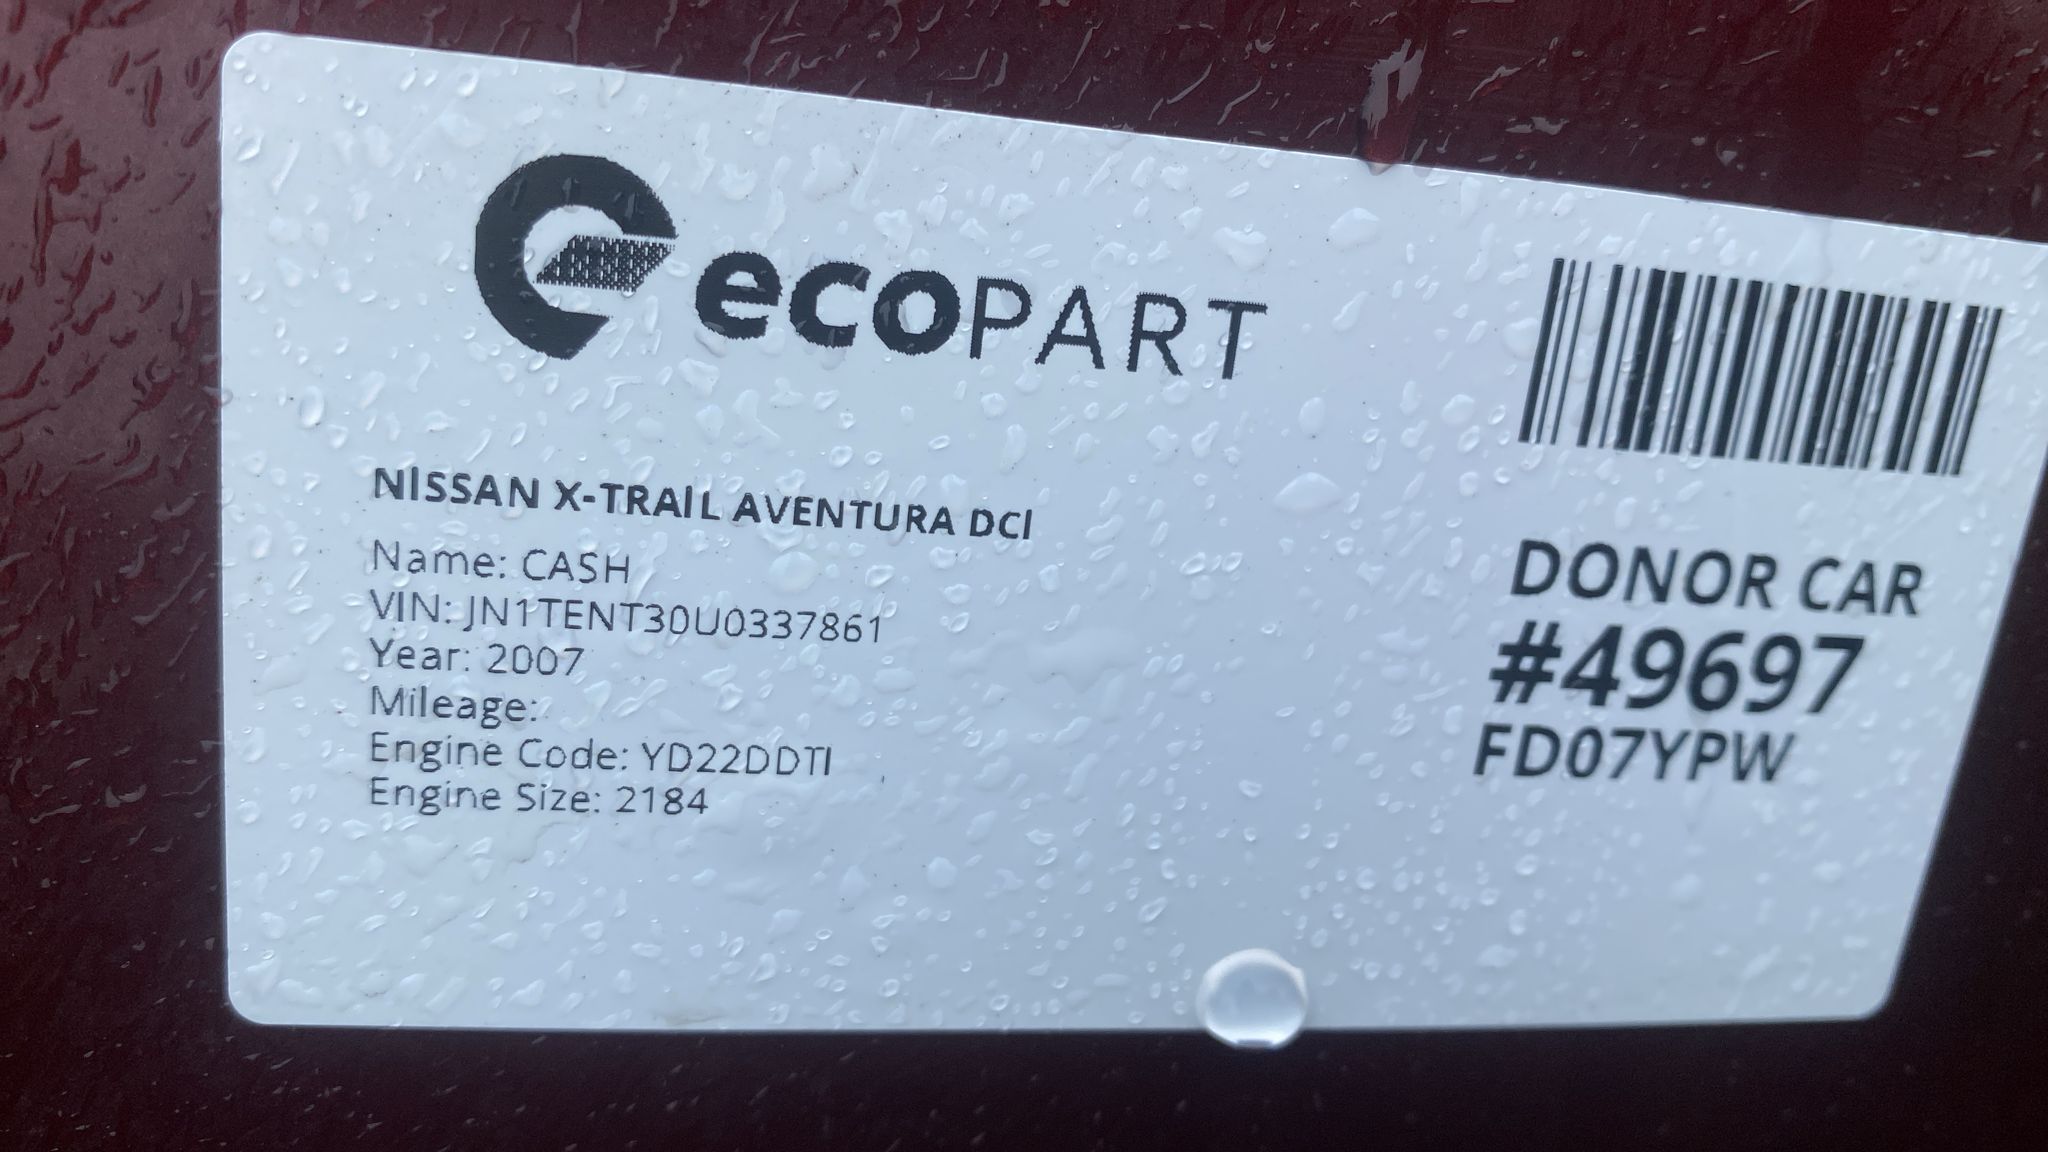 ecoPART
NISSAN X-TRAIL AVENTURA DCI
Name: CASH
VIN: JN1TENT30U0337861
Year: 2007
Mileage:
Engine Code: YD22DDTI
Engine Size: 2184
DONOR CAR
#49697
FD07YPW